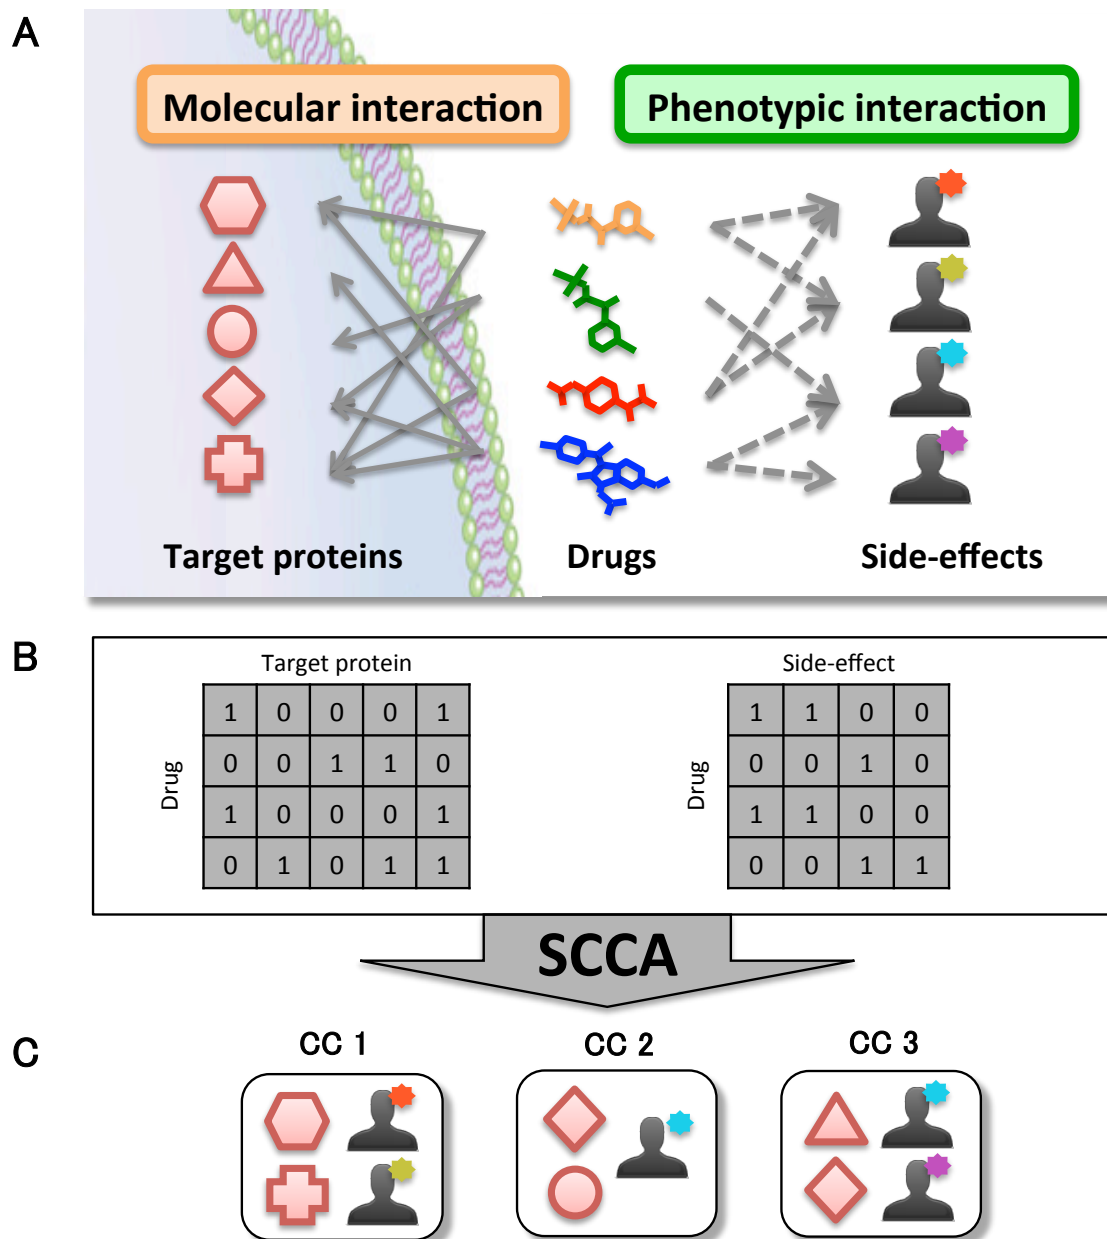 A
Molecular interaction
Phenotypic interaction
Target proteins
Drugs
Side-effects
B
Target protein
Side-effect
Drug
1 0 0 0 1
0 0 1 1 0
1 0 0 0 1
0 1 0 1 1
Drug
1 1 0 0
0 0 1 0
1 1 0 0
0 0 1 1
SCCA
C
CC 1
CC 2
CC 3